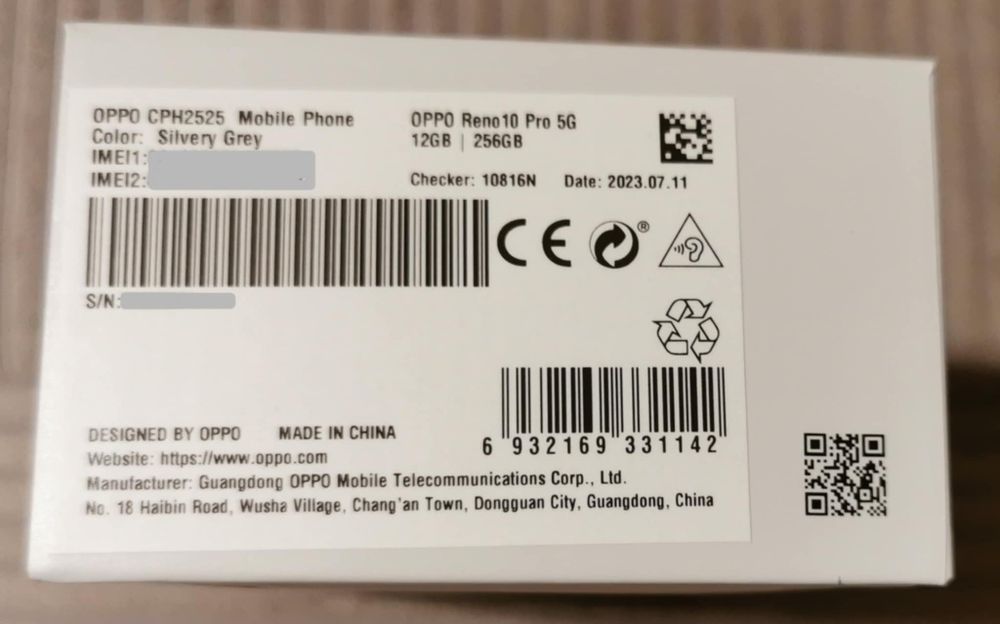 OPPO CPH2525 Mobile Phone
Color: Silvery Grey
IMEI1:
IMEI2:
OPPO Reno10 Pro 5G
12GB | 256GB
Checker: 10816N Date: 2023.07.11
CE
®
S/N:
6 932169 331142
DESIGNED BY OPPO MADE IN CHINA
Website: https://www.oppo.com
Manufacturer: Guangdong OPPO Mobile Telecommunications Corp., Ltd.
No. 18 Haibin Road, Wusha Village, Chang'an Town, Dongguan City, Guangdong, China